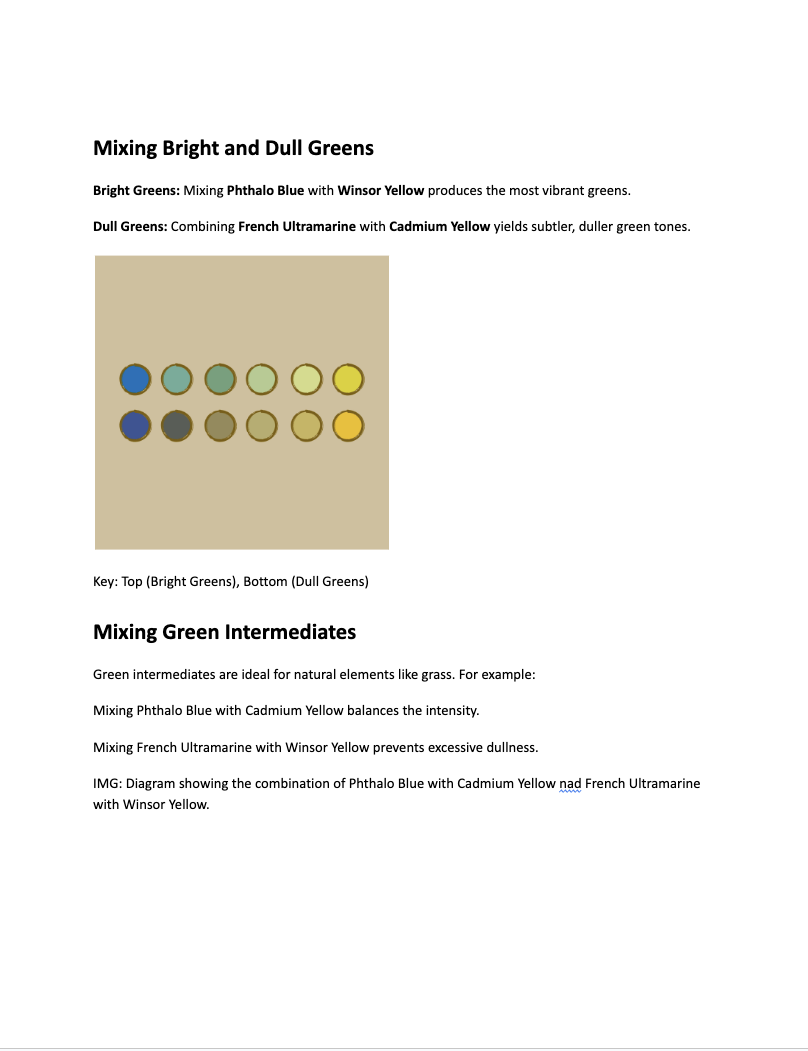 Mixing Bright and Dull Greens
Bright Greens: Mixing Phthalo Blue with Winsor Yellow produces the most vibrant greens.
Dull Greens: Combining French Ultramarine with Cadmium Yellow yields subtler, duller green tones.
Key: Top (Bright Greens), Bottom (Dull Greens)
Mixing Green Intermediates
Green intermediates are ideal for natural elements like grass. For example:
Mixing Phthalo Blue with Cadmium Yellow balances the intensity.
Mixing French Ultramarine with Winsor Yellow prevents excessive dullness.
IMG: Diagram showing the combination of Phthalo Blue with Cadmium Yellow nad French Ultramarine
with Winsor Yellow.